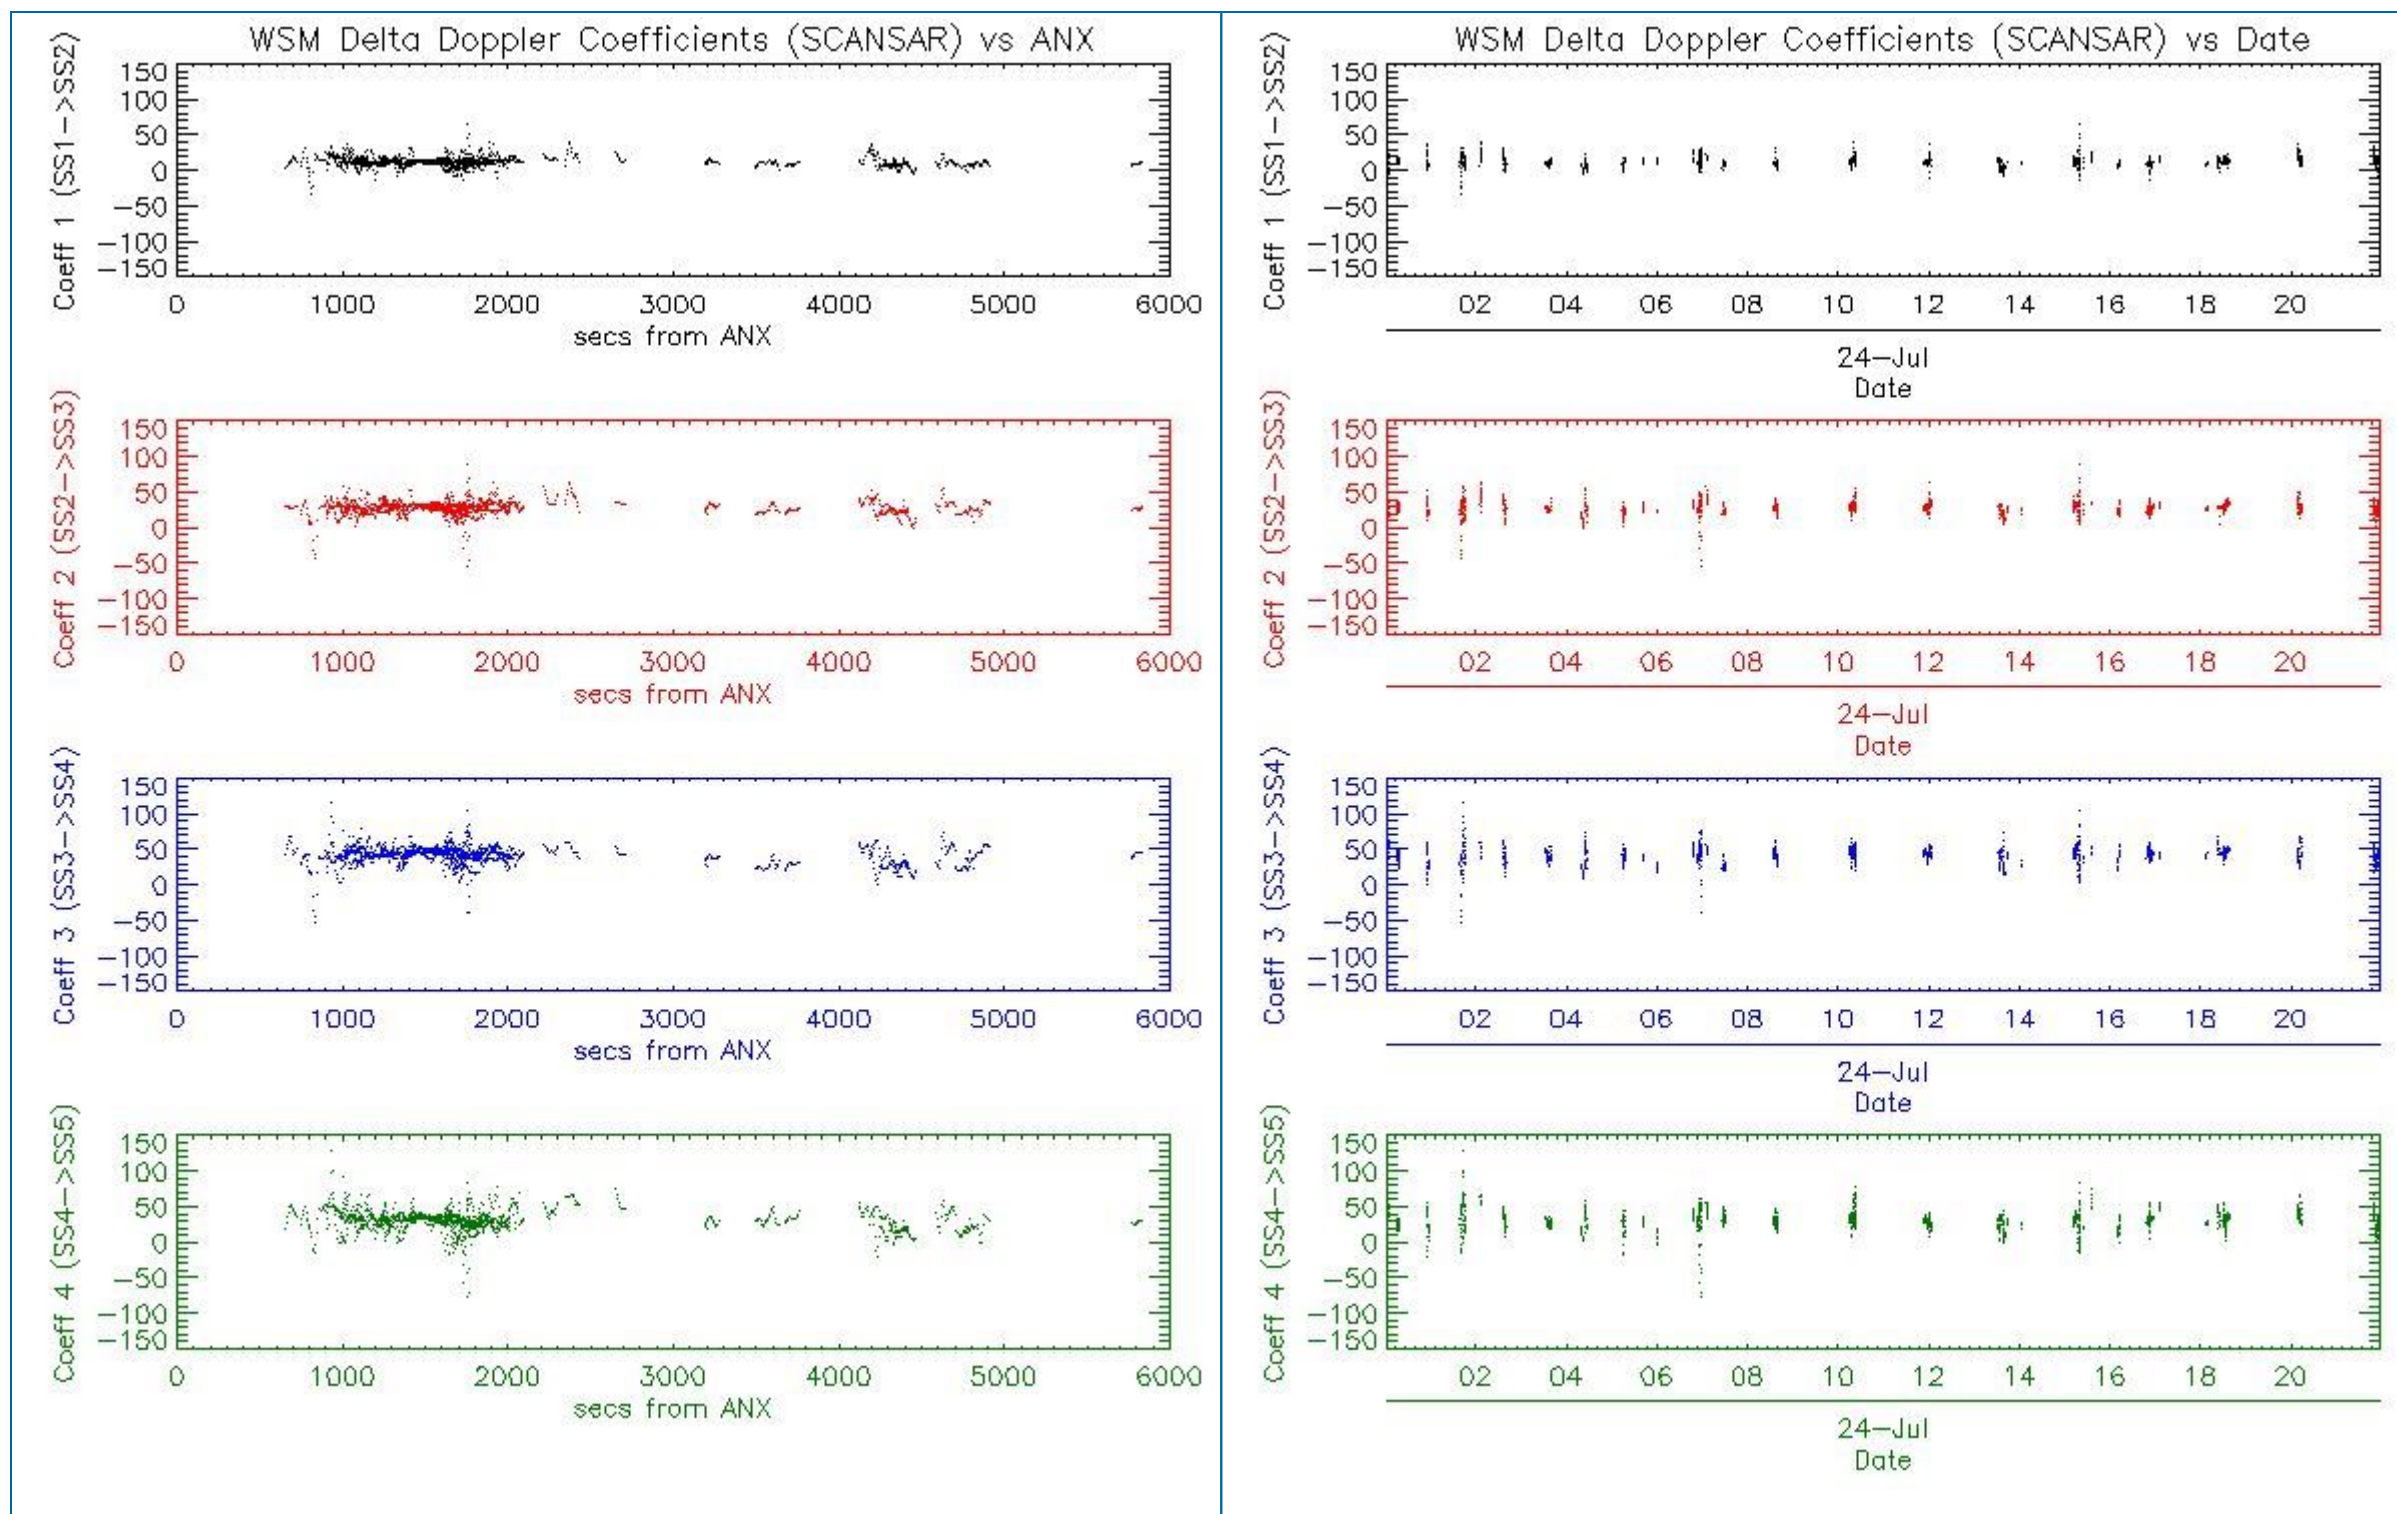 WSM Delta Doppler Coefficients (SCANSAR) vs ANX
Coeff 1 (SS1->SS2)
150
100
50
0
-50
-100
-150
0 1000 2000 3000 4000 5000 6000
secs from ANX
Coeff 2 (SS2->SS3)
150
100
50
0
-50
-100
-150
0 1000 2000 3000 4000 5000 6000
secs from ANX
Coeff 3 (SS3->SS4)
150
100
50
0
-50
-100
-150
0 1000 2000 3000 4000 5000 6000
secs from ANX
Coeff 4 (SS4->SS5)
150
100
50
0
-50
-100
-150
0 1000 2000 3000 4000 5000 6000
secs from ANX
WSM Delta Doppler Coefficients (SCANSAR) vs Date
Coeff 1 (SS1->SS2)
150
100
50
0
-50
-100
-150
02 04 06 08 10 12 14 16 18 20
24-Jul
Date
Coeff 2 (SS2->SS3)
150
100
50
0
-50
-100
-150
02 04 06 08 10 12 14 16 18 20
24-Jul
Date
Coeff 3 (SS3->SS4)
150
100
50
0
-50
-100
-150
02 04 06 08 10 12 14 16 18 20
24-Jul
Date
Coeff 4 (SS4->SS5)
150
100
50
0
-50
-100
-150
02 04 06 08 10 12 14 16 18 20
24-Jul
Date